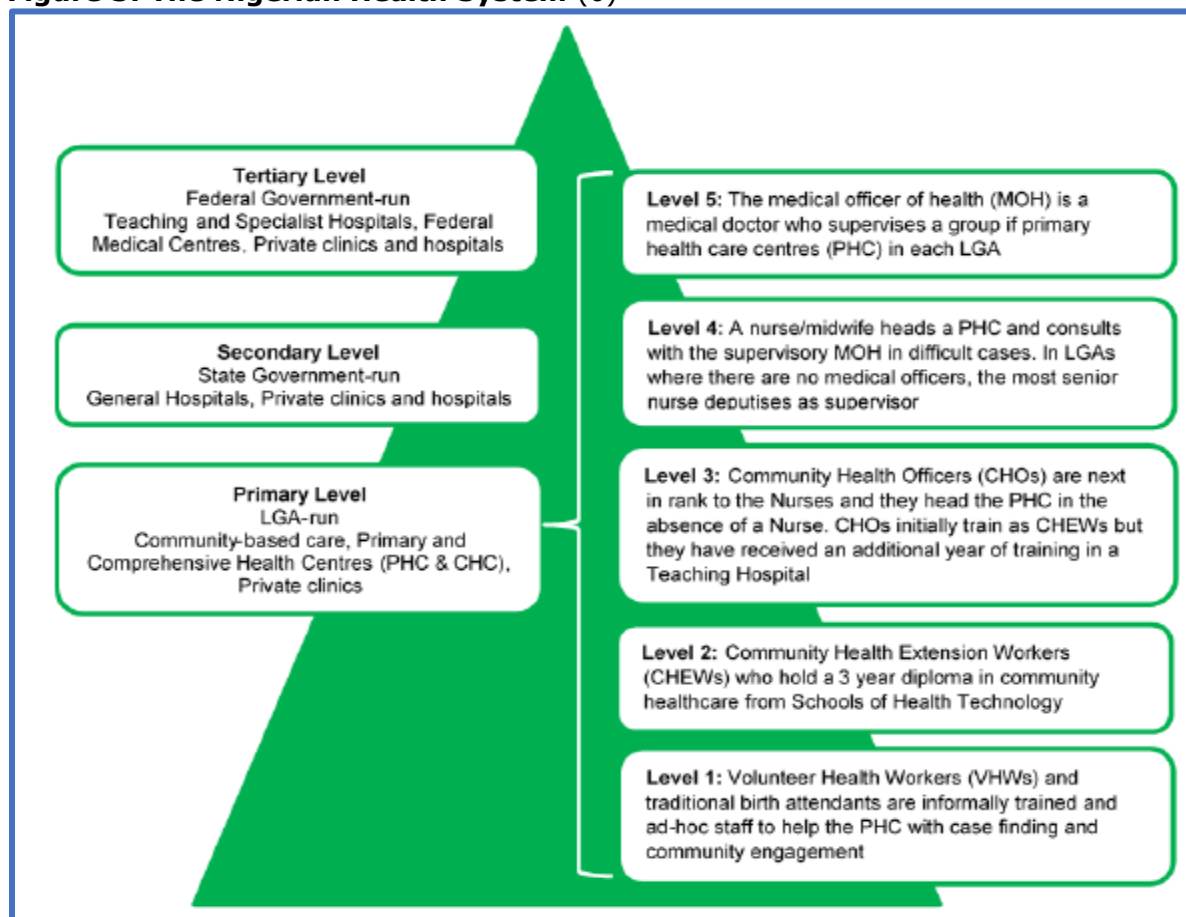 Tertiary Level
Federal Government-run
Teaching and Specialist Hospitals, Federal
Medical Centres, Private clinics and hospitals
Secondary Level
State Government-run
General Hospitals, Private clinics and hospitals
Primary Level
LGA-run
Community-based care, Primary and
Comprehensive Health Centres (PHC & CHC),
Private clinics
Level 5: The medical officer of health (MOH) is a
medical doctor who supervises a group if primary
health care centres (PHC) in each LGA
Level 4: A nurse/midwife heads a PHC and consults
with the supervisory MOH in difficult cases. In LGAs
where there are no medical officers, the most senior
nurse deputises as supervisor
Level 3: Community Health Officers (CHOs) are next
in rank to the Nurses and they head the PHC in the
absence of a Nurse. CHOs initially train as CHEWs but
they have received an additional year of training in a
Teaching Hospital
Level 2: Community Health Extension Workers
(CHEWs) who hold a 3 year diploma in community
healthcare from Schools of Health Technology
Level 1: Volunteer Health Workers (VHWs) and
traditional birth attendants are informally trained and
ad-hoc staff to help the PHC with case finding and
community engagement